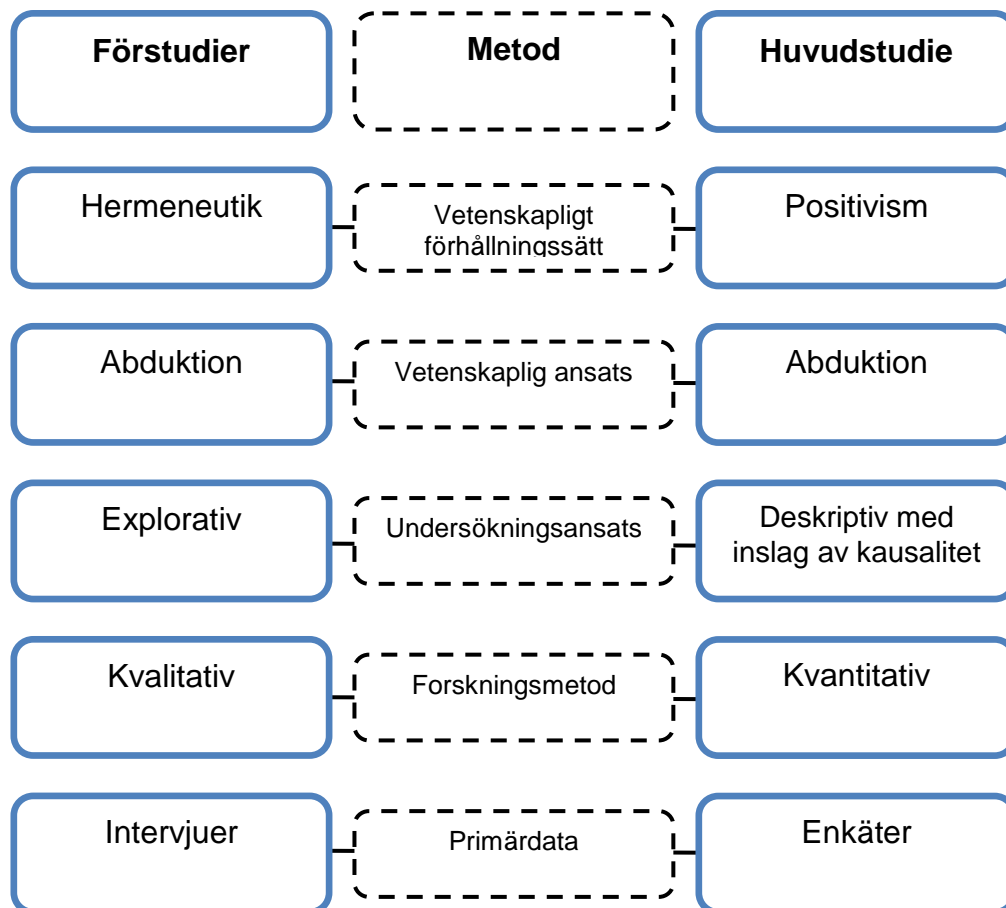 Förstudier
Metod
Huvudstudie
Hermeneutik
Vetenskapligt
förhållningssätt
Positivism
Abduktion
Vetenskaplig ansats
Abduktion
Explorativ
Undersökningsansats
Deskriptiv med
inslag av kausalitet
Kvalitativ
Forskningsmetod
Kvantitativ
Intervjuer
Primärdata
Enkäter